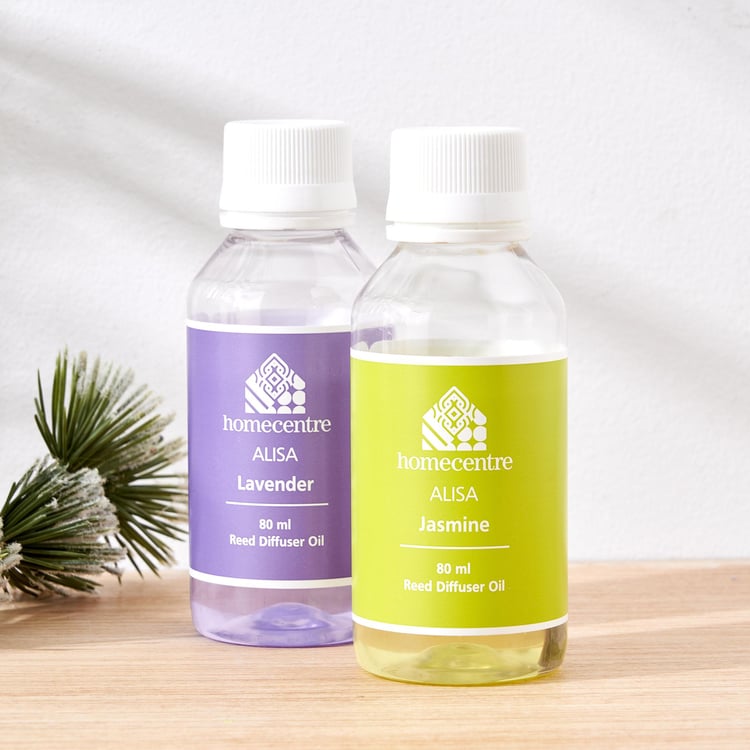 homecentre
ALISA
Lavender
80 ml
Reed Diffuser Oil
homecentre
ALISA
Jasmine
80 ml
Reed Diffuser Oil